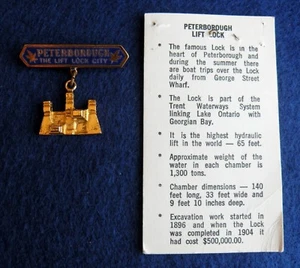 PETERBOROUGH
THE LIFT LOCK CITY
PETERBOROUGH
LIFT LOCK
• The famous Lock is in the
heart of Peterborough and
during the summer there
are boat trips over the Lock
daily from George Street
Wharf.
• The Lock is part of the
Trent Waterways System
linking Lake Ontario with
Georgian Bay.
• It is the highest hydraulic
lift in the world — 65 feet.
• Approximate weight of the
water in each chamber is
1,300 tons.
• Chamber dimensions — 140
feet long, 33 feet wide and
9 feet 10 inches deep.
• Excavation work started in
1896 and when the Lock
was completed in 1904 it
had cost $500,000.00.